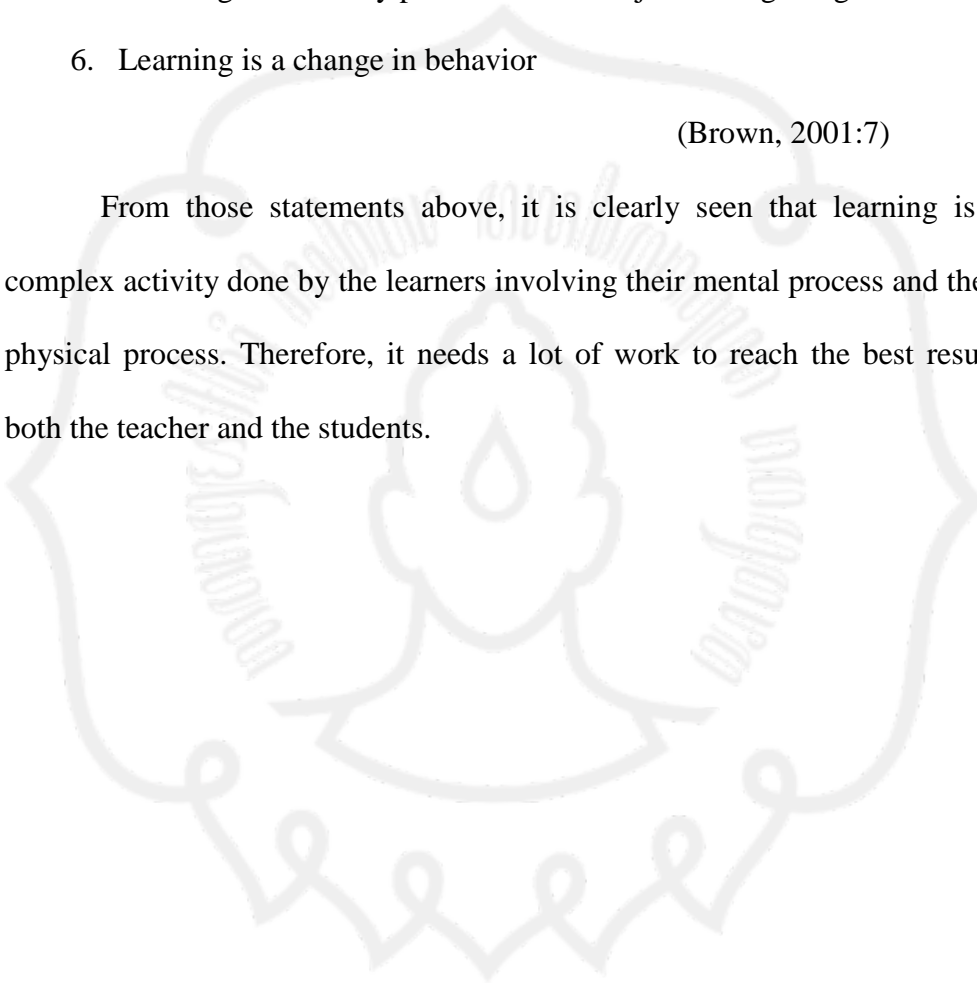 6. Learning is a change in behavior
(Brown, 2001:7)
From those statements above, it is clearly seen that learning is
complex activity done by the learners involving their mental process and
physical process. Therefore, it needs a lot of work to reach the best
both the teacher and the students.